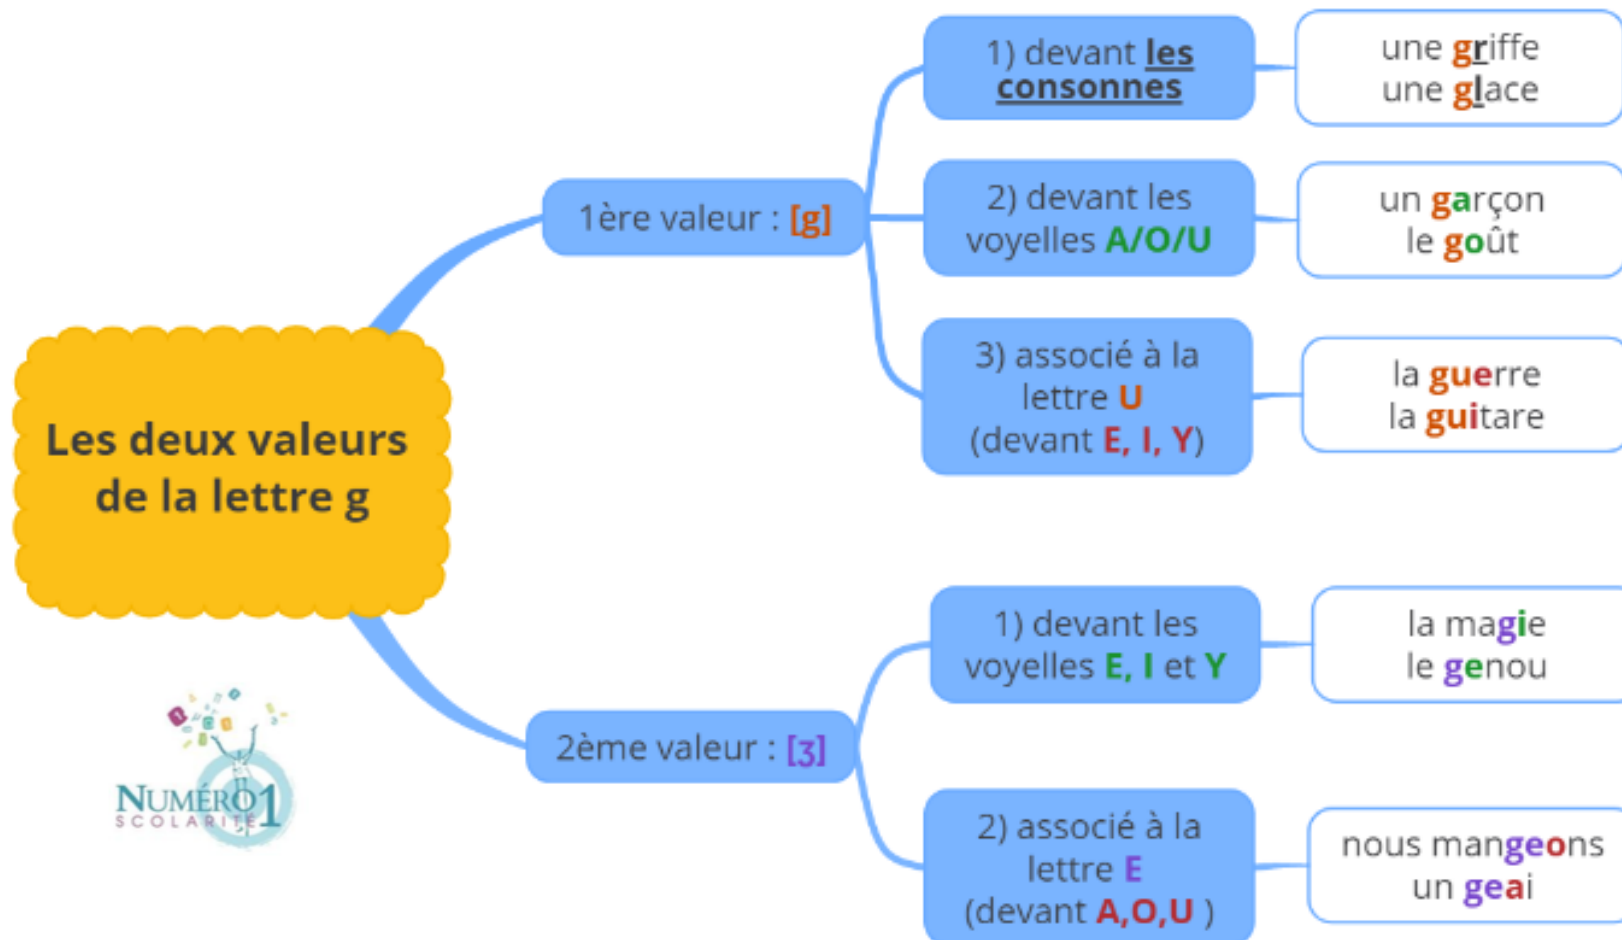 Les deux valeurs
de la lettre g
1ère valeur : [g]
1) devant les
consonnes
une griffe
une glace
2) devant les
voyelles A/O/U
un garçon
le goût
3) associé à la
lettre U
(devant E, I, Y)
la guerre
la guitare
2ème valeur : [ʒ]
1) devant les
voyelles E, I et Y
la magie
le genou
2) associé à la
lettre E
(devant A,O,U )
nous mangeons
un geai
NUMÉRO1
SCOLARITÉ